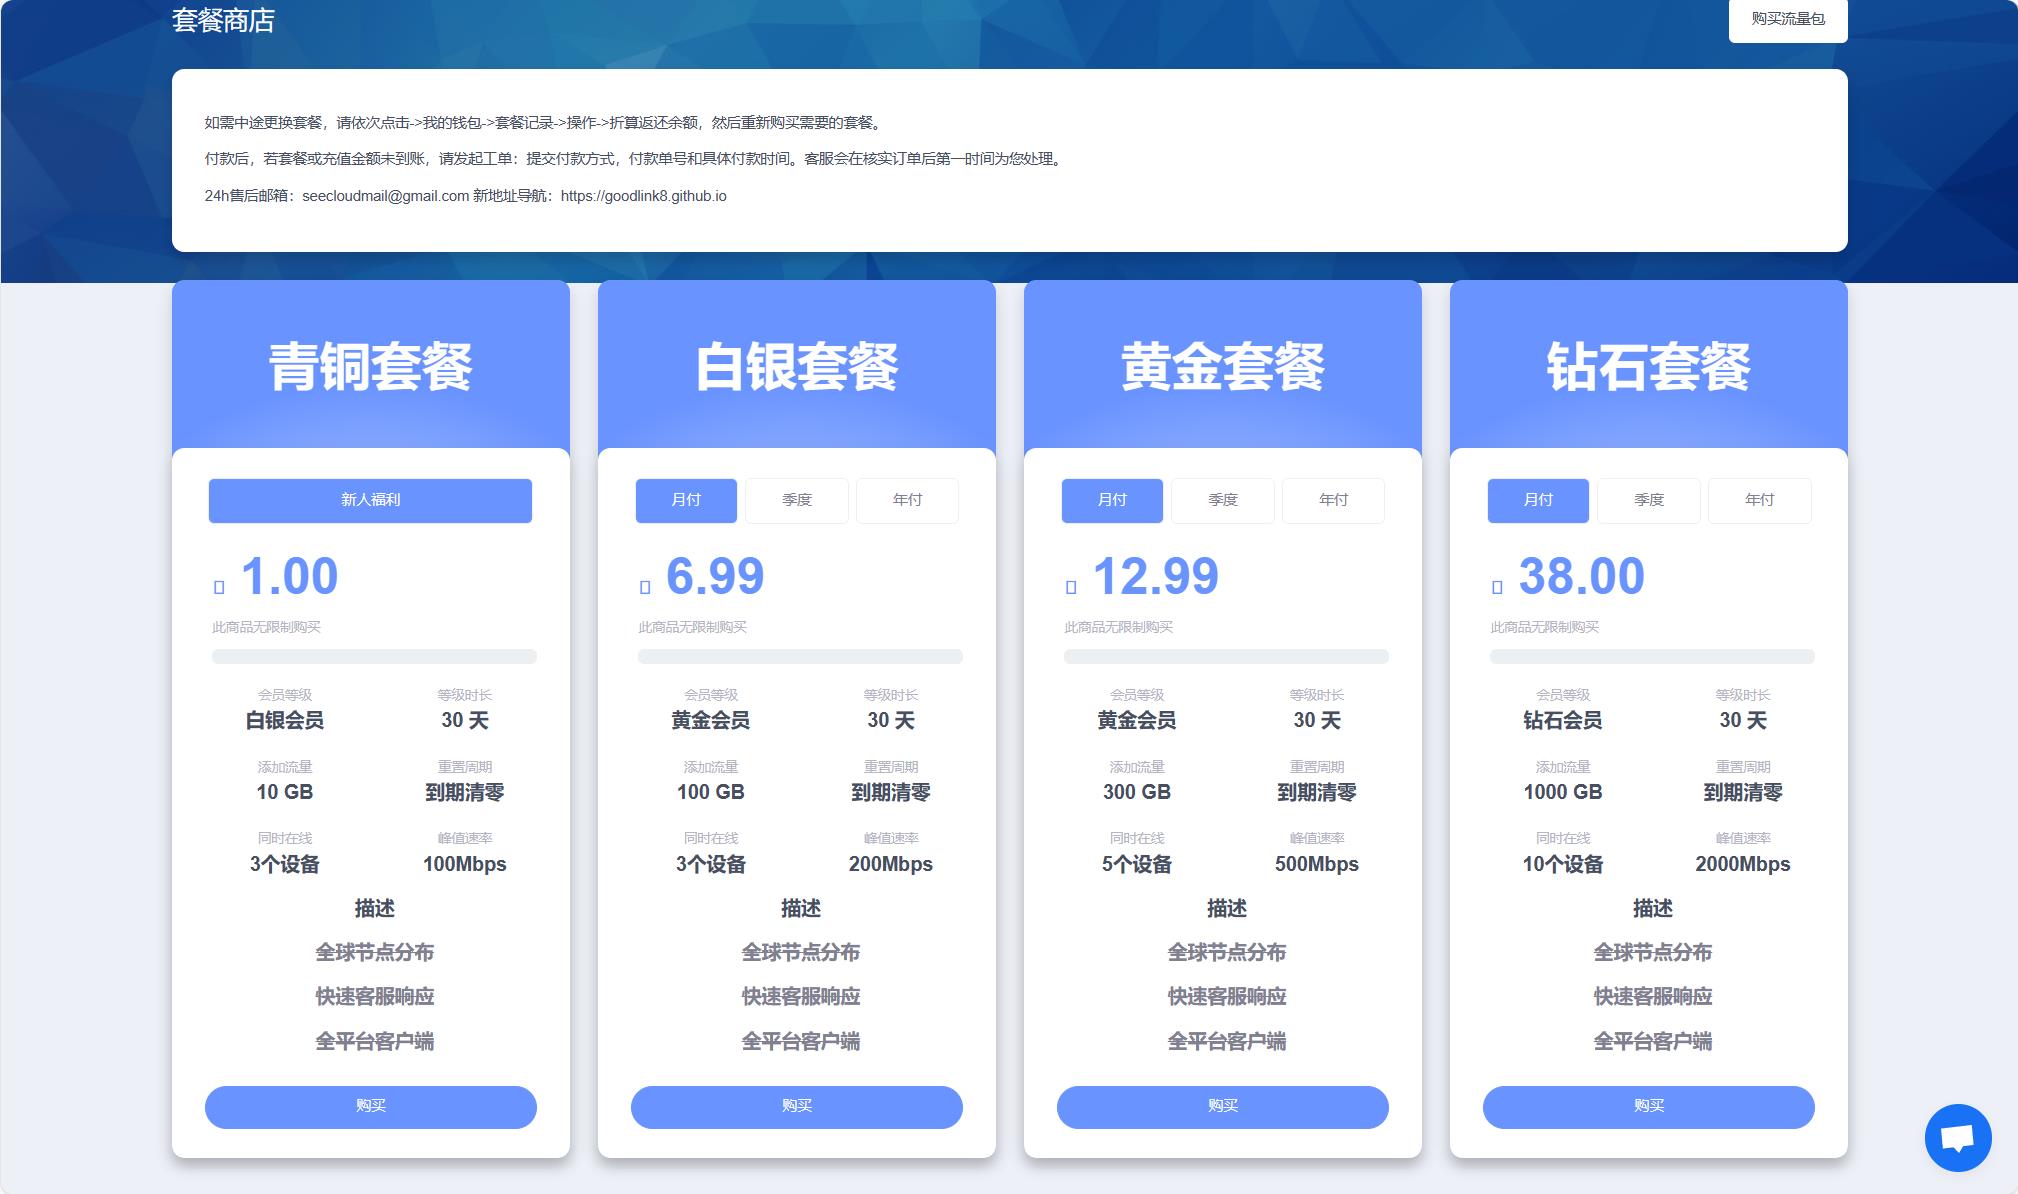 套餐商店
购买流量包
如需中途更换套餐，请依次点击->我的钱包->套餐记录->操作->折算返还余额，然后重新购买需要的套餐。
付款后，若套餐或充值金额未到账，请发起工单：提交付款方式，付款单号和具体付款时间。客服会在核实订单后第一时间为您处理。
24h售后邮箱：seecloudmail@gmail.com 新地址导航：https://goodlink8.github.io
青铜套餐
新人福利
1.00
此商品无限制购买
会员等级 等级时长
白银会员 30 天
添加流量 重置周期
10 GB 到期清零
同时在线 峰值速率
3个设备 100Mbps
描述
全球节点分布
快速客服响应
全平台客户端
购买
白银套餐
月付 季度 年付
6.99
此商品无限制购买
会员等级 等级时长
黄金会员 30 天
添加流量 重置周期
100 GB 到期清零
同时在线 峰值速率
3个设备 200Mbps
描述
全球节点分布
快速客服响应
全平台客户端
购买
黄金套餐
月付 季度 年付
12.99
此商品无限制购买
会员等级 等级时长
黄金会员 30 天
添加流量 重置周期
300 GB 到期清零
同时在线 峰值速率
5个设备 500Mbps
描述
全球节点分布
快速客服响应
全平台客户端
购买
钻石套餐
月付 季度 年付
38.00
此商品无限制购买
会员等级 等级时长
钻石会员 30 天
添加流量 重置周期
1000 GB 到期清零
同时在线 峰值速率
10个设备 2000Mbps
描述
全球节点分布
快速客服响应
全平台客户端
购买